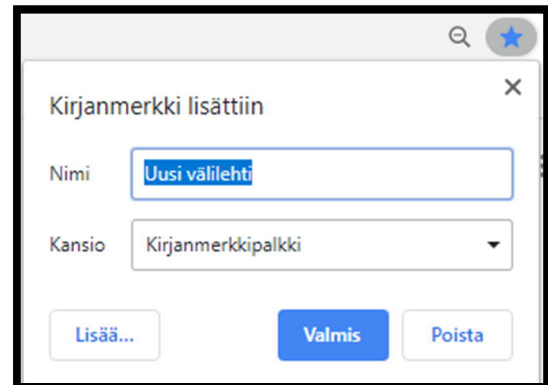 Kirjanmerkki lisättiin
Nimi Uusi välilehti
Kansio Kirjanmerkkipalkki
Lisää... Valmis Poista